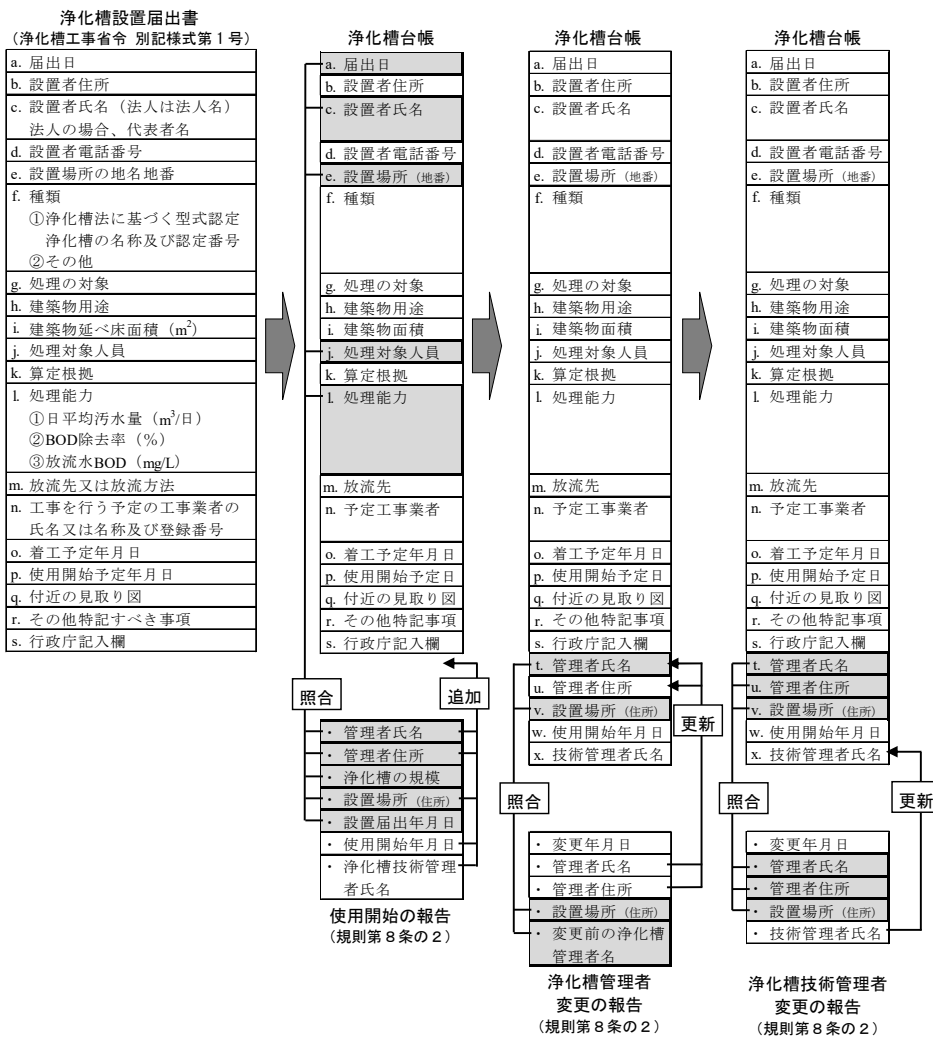 浄化槽設置届出書
(浄化槽工事省令 別記様式第1号)
a. 届出日
b. 設置者住所
c. 設置者氏名（法人は法人名）
法人の場合、代表者名
d. 設置者電話番号
e. 設置場所の地名地番
f. 種類
①浄化槽法に基づく型式認定
浄化槽の名称及び認定番号
②その他
g. 処理の対象
h. 建築物用途
i. 建築物延べ床面積（m²）
j. 処理対象人員
k. 算定根拠
l. 処理能力
①日平均汚水量（m³/日）
②BOD除去率（%）
③放流水BOD（mg/L）
m. 放流先又は放流方法
n. 工事を行う予定の工事業者の
氏名又は名称及び登録番号
o. 着工予定年月日
p. 使用開始予定年月日
q. 付近の見取り図
r. その他特記すべき事項
s. 行政庁記入欄
浄化槽台帳
a. 届出日
b. 設置者住所
c. 設置者氏名
d. 設置者電話番号
e. 設置場所（地番）
f. 種類
g. 処理の対象
h. 建築物用途
i. 建築物面積
j. 処理対象人員
k. 算定根拠
l. 処理能力
m. 放流先
n. 予定工事業者
o. 着工予定年月日
p. 使用開始予定日
q. 付近の見取り図
r. その他特記事項
s. 行政庁記入欄
照合
追加
・ 管理者氏名
・ 管理者住所
・ 浄化槽の規模
・ 設置場所（住所）
・ 設置届出年月日
・ 使用開始年月日
・ 浄化槽技術管理
者氏名
使用開始の報告
(規則第8条の2)
浄化槽台帳
a. 届出日
b. 設置者住所
c. 設置者氏名
d. 設置者電話番号
e. 設置場所（地番）
f. 種類
g. 処理の対象
h. 建築物用途
i. 建築物面積
j. 処理対象人員
k. 算定根拠
l. 処理能力
m. 放流先
n. 予定工事業者
o. 着工予定年月日
p. 使用開始予定日
q. 付近の見取り図
r. その他特記事項
s. 行政庁記入欄
t. 管理者氏名
u. 管理者住所
v. 設置場所（住所）
w. 使用開始年月日
x. 技術管理者氏名
更新
照合
・ 変更年月日
・ 管理者氏名
・ 管理者住所
・ 設置場所（住所）
・ 変更前の浄化槽
管理者名
浄化槽管理者
変更の報告
(規則第8条の2)
浄化槽台帳
a. 届出日
b. 設置者住所
c. 設置者氏名
d. 設置者電話番号
e. 設置場所（地番）
f. 種類
g. 処理の対象
h. 建築物用途
i. 建築物面積
j. 処理対象人員
k. 算定根拠
l. 処理能力
m. 放流先
n. 予定工事業者
o. 着工予定年月日
p. 使用開始予定日
q. 付近の見取り図
r. その他特記事項
s. 行政庁記入欄
t. 管理者氏名
u. 管理者住所
v. 設置場所（住所）
w. 使用開始年月日
x. 技術管理者氏名
照合
更新
・ 変更年月日
・ 管理者氏名
・ 管理者住所
・ 設置場所（住所）
・ 技術管理者氏名
浄化槽技術管理者
変更の報告
(規則第8条の2)